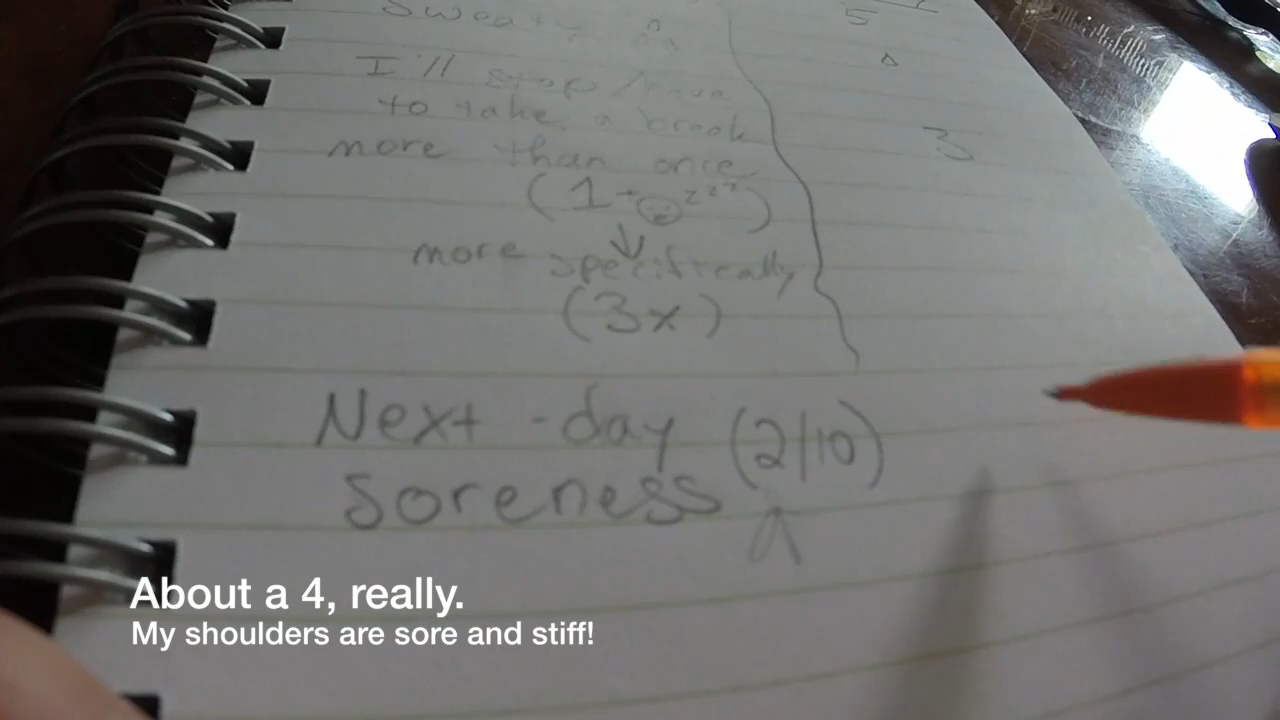 I'll stop / have
to take a break
more than once
(1+ zzz)
more specifically
(3x)
5
3
Next-day (2/10)
soreness
About a 4, really.
My shoulders are sore and stiff!